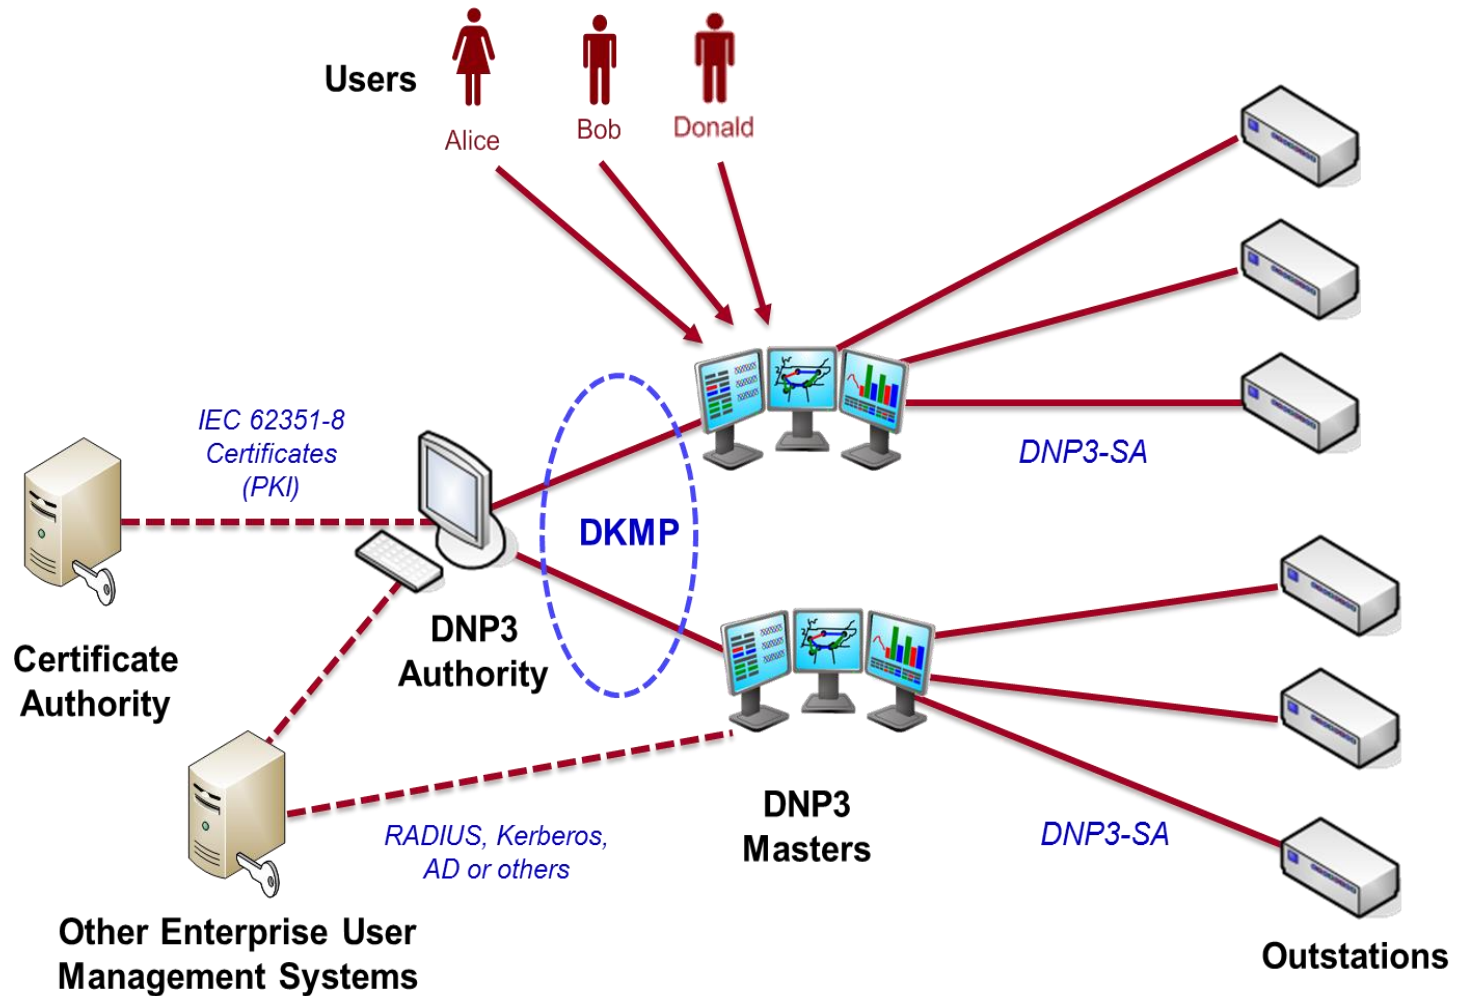 Users
Alice
Bob
Donald
IEC 62351-8
Certificates
(PKI)
DNP3-SA
DKMP
DNP3
Authority
Certificate
Authority
DNP3
Masters
RADIUS, Kerberos,
AD or others
DNP3-SA
Other Enterprise User
Management Systems
Outstations